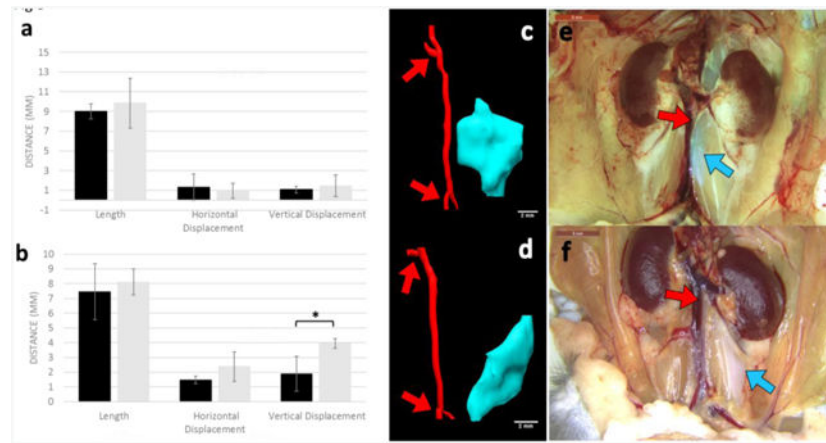 a
DISTANCE (MM)
15
13
11
9
7
5
3
1
-1
Length
Horizontal
Displacement
Vertical Displacement
b
DISTANCE (MM)
10
9
8
7
6
5
4
3
2
1
0
*
Length
Horizontal
Displacement
Vertical Displacement
c
2 mm
d
2 mm
e
f